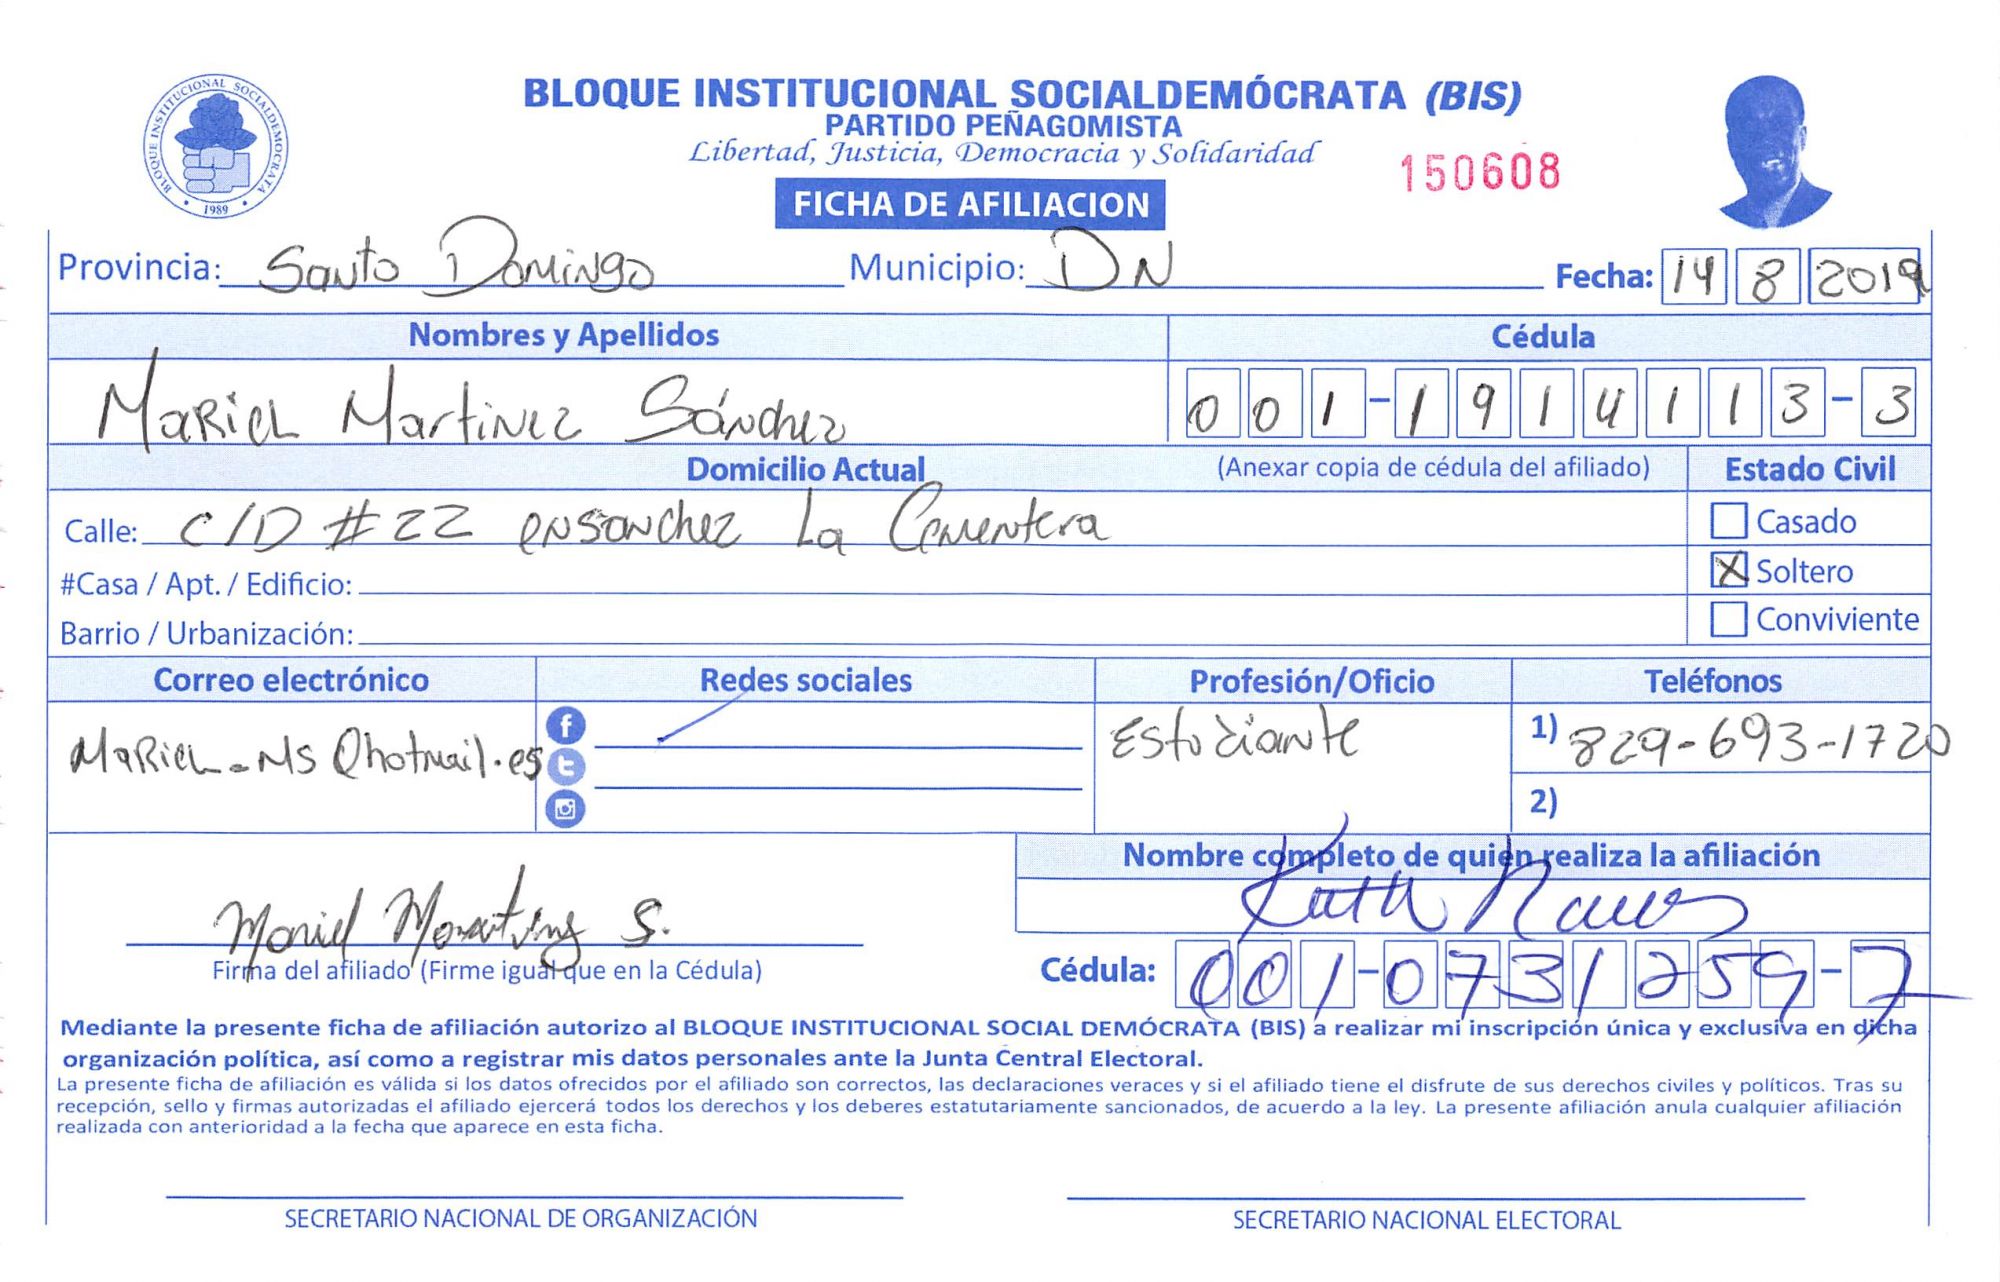 BLOQUE INSTITUCIONAL SOCIALDEMÓCRATA (BIS)
PARTIDO PEÑAGOMISTA
Libertad, Justicia, Democracia y Solidaridad
150608
FICHA DE AFILIACION
BLOQUE INSTITUCIONAL SOCIALDEMOCRATA
1989
Provincia: Santo Domingo Municipio: DN Fecha: 14 8 2019
Nombres y Apellidos Cédula
Mariel Martinez Sánchez 001-1914113-3
Domicilio Actual (Anexar copia de cédula del afiliado) Estado Civil
Calle: C/D #22 ensanchez La Cementera Casado
#Casa / Apt. / Edificio: X Soltero
Barrio / Urbanización: Conviviente
Correo electrónico Redes sociales Profesión/Oficio Teléfonos
Mariel-Ms@hotmail.es Estudiante 1) 829-693-1720
2)
Nombre completo de quien realiza la afiliación
Mariel Martinez S. Kath
Firma del afiliado (Firme igual que en la Cédula) Cédula: 001-0731259-7
Mediante la presente ficha de afiliación autorizo al BLOQUE INSTITUCIONAL SOCIAL DEMÓCRATA (BIS) a realizar mi inscripción única y exclusiva en dicha
organización política, así como a registrar mis datos personales ante la Junta Central Electoral.
La presente ficha de afiliación es válida si los datos ofrecidos por el afiliado son correctos, las declaraciones veraces y si el afiliado tiene el disfrute de sus derechos civiles y políticos. Tras su
recepción, sello y firmas autorizadas el afiliado ejercerá todos los derechos y los deberes estatutariamente sancionados, de acuerdo a la ley. La presente afiliación anula cualquier afiliación
realizada con anterioridad a la fecha que aparece en esta ficha.
SECRETARIO NACIONAL DE ORGANIZACIÓN SECRETARIO NACIONAL ELECTORAL